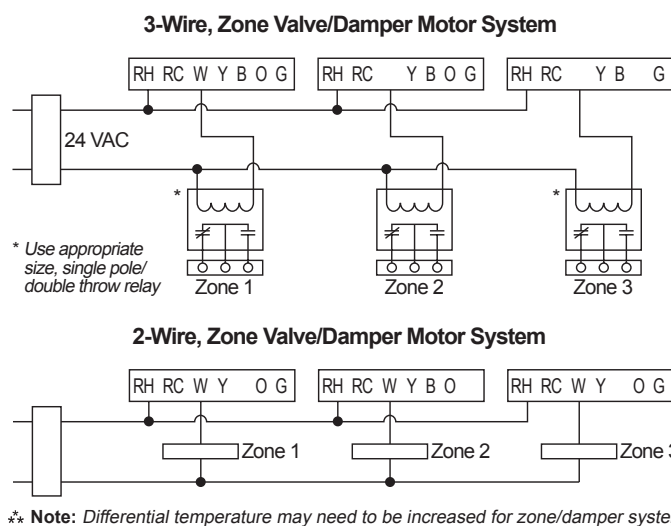 3-Wire, Zone Valve/Damper Motor System
RH RC W Y B O G
RH RC Y B O G
RH RC Y B G
24 VAC
*
*
* Use appropriate
size, single pole/
double throw relay
Zone 1
Zone 2
Zone 3
2-Wire, Zone Valve/Damper Motor System
RH RC W Y O G
RH RC W Y B O
RH RC W Y O G
Zone 1
Zone 2
Zone 3
⁂ Note: Differential temperature may need to be increased for zone/damper syste